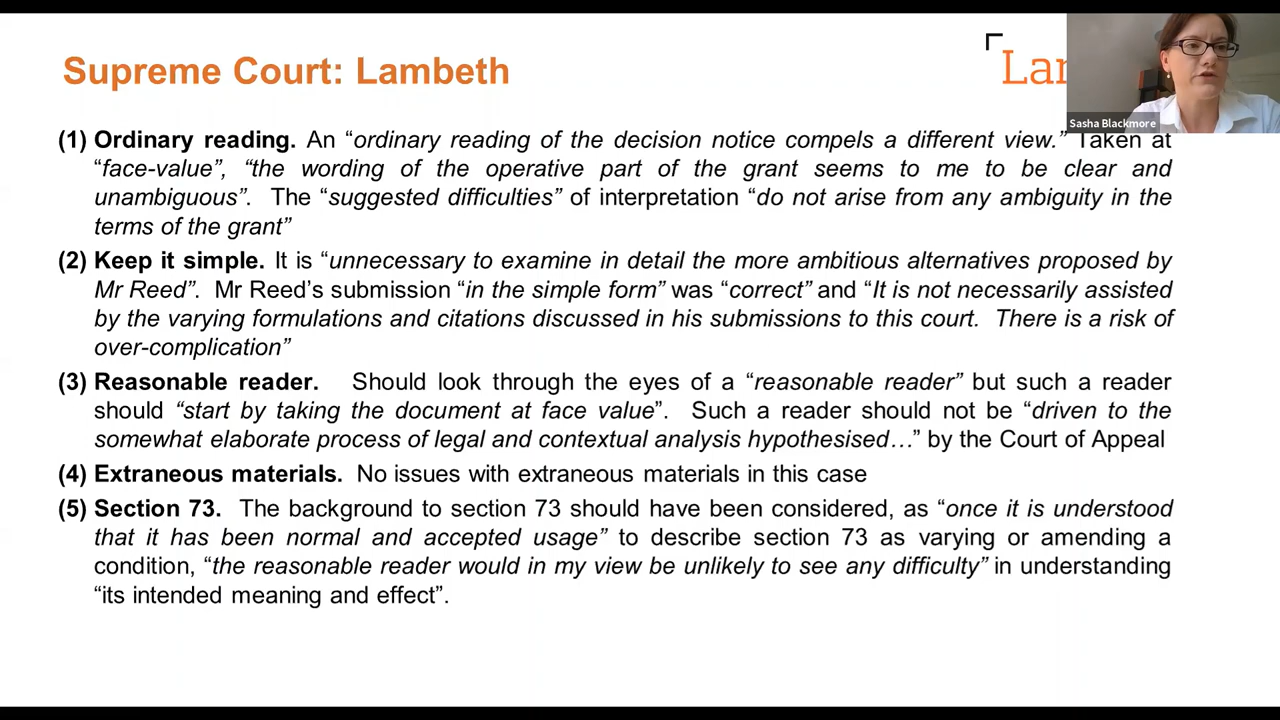 Supreme Court: Lambeth
Lar
Sasha Blackmore
(1) Ordinary reading. An “ordinary reading of the decision notice compels a different view.” Taken at
“face-value”, “the wording of the operative part of the grant seems to me to be clear and
unambiguous”. The “suggested difficulties” of interpretation “do not arise from any ambiguity in the
terms of the grant”
(2) Keep it simple. It is “unnecessary to examine in detail the more ambitious alternatives proposed by
Mr Reed”. Mr Reed’s submission “in the simple form” was “correct” and “It is not necessarily assisted
by the varying formulations and citations discussed in his submissions to this court. There is a risk of
over-complication”
(3) Reasonable reader. Should look through the eyes of a “reasonable reader” but such a reader
should “start by taking the document at face value”. Such a reader should not be “driven to the
somewhat elaborate process of legal and contextual analysis hypothesised…” by the Court of Appeal
(4) Extraneous materials. No issues with extraneous materials in this case
(5) Section 73. The background to section 73 should have been considered, as “once it is understood
that it has been normal and accepted usage” to describe section 73 as varying or amending a
condition, “the reasonable reader would in my view be unlikely to see any difficulty” in understanding
“its intended meaning and effect”.